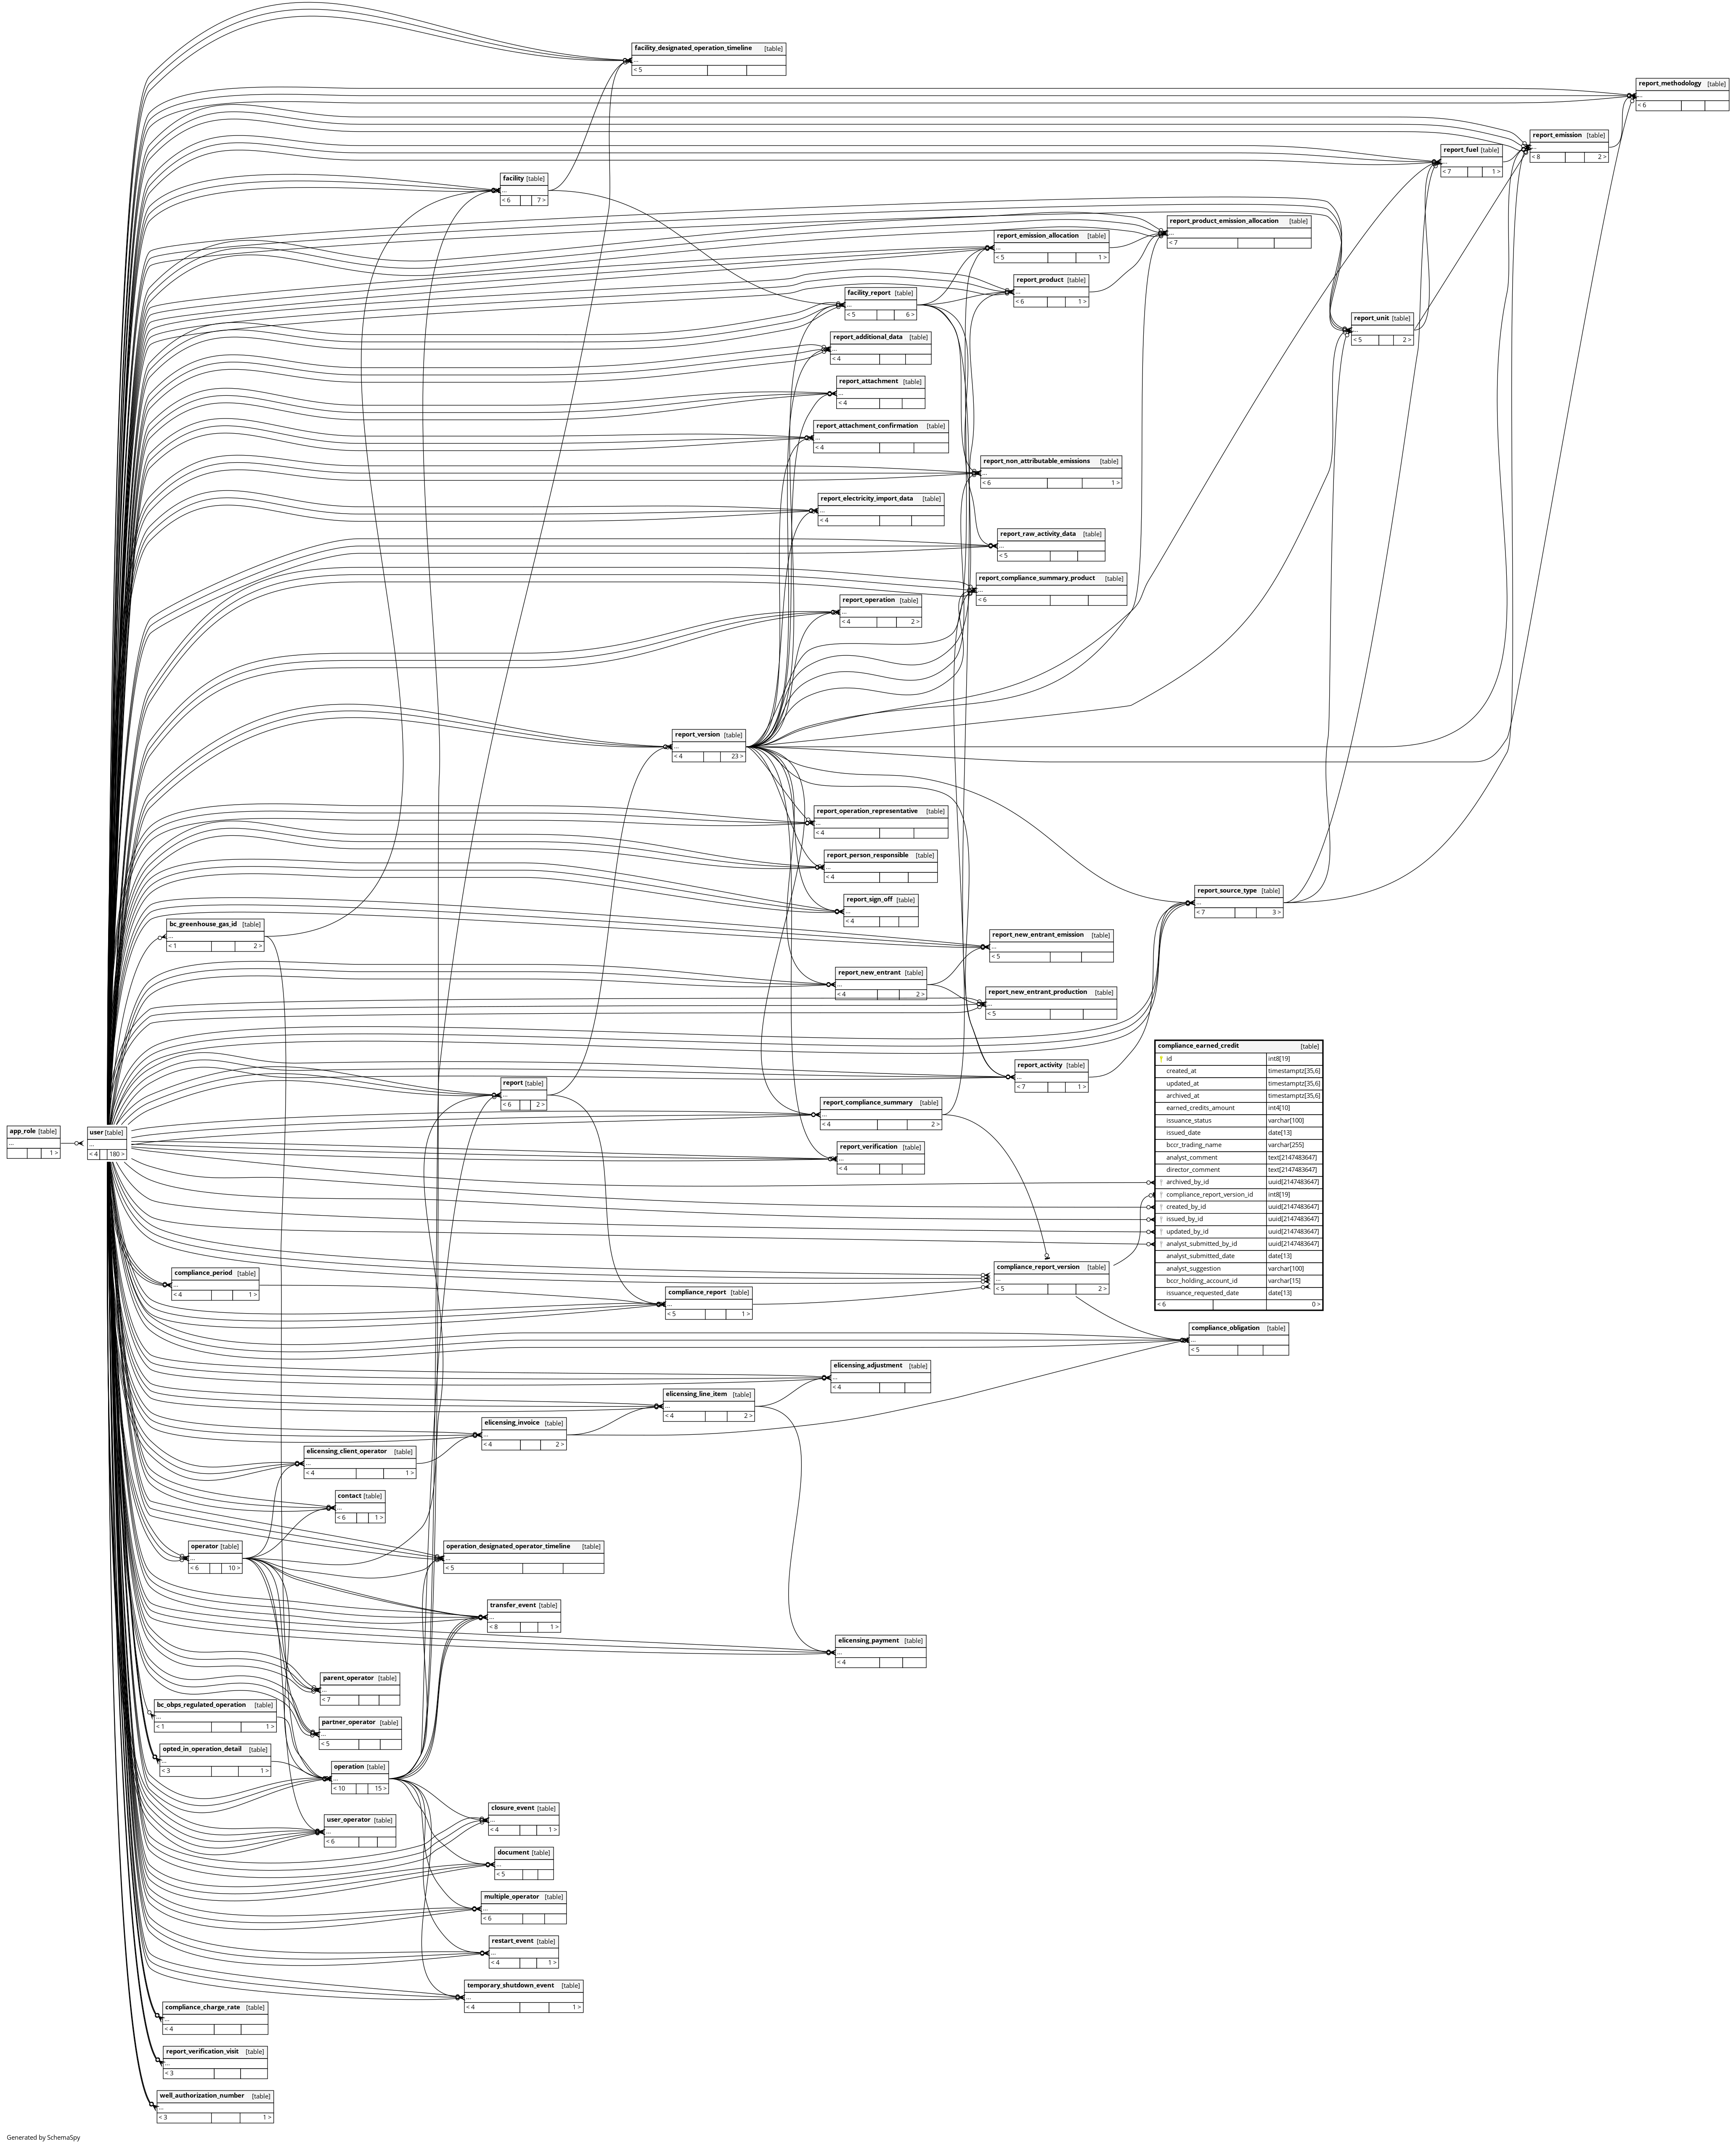 facility_designated_operation_timeline [table]
...
< 5
report_methodology [table]
...
< 6
report_emission [table]
...
< 8 2 >
report_fuel [table]
...
< 7 1 >
facility [table]
...
< 6 7 >
report_product_emission_allocation [table]
...
< 7
report_emission_allocation [table]
...
< 5 1 >
report_product [table]
...
< 6 1 >
facility_report [table]
...
< 5 6 >
report_unit [table]
...
< 5 2 >
report_additional_data [table]
...
< 4
report_attachment [table]
...
< 4
report_attachment_confirmation [table]
...
< 4
report_non_attributable_emissions [table]
...
< 6 1 >
report_electricity_import_data [table]
...
< 4
report_raw_activity_data [table]
...
< 5
report_compliance_summary_product [table]
...
< 6
report_operation [table]
...
< 4 2 >
report_version [table]
...
< 4 23 >
report_operation_representative [table]
...
< 4
report_person_responsible [table]
...
< 4
report_source_type [table]
...
< 7 3 >
report_sign_off [table]
...
< 4
bc_greenhouse_gas_id [table]
...
< 1 2 >
report_new_entrant_emission [table]
...
< 5
report_new_entrant [table]
...
< 4 2 >
report_new_entrant_production [table]
...
< 5
compliance_earned_credit [table]
id int8[19]
created_at timestamptz[35,6]
updated_at timestamptz[35,6]
archived_at timestamptz[35,6]
earned_credits_amount int4[10]
issuance_status varchar[100]
issued_date date[13]
bccr_trading_name varchar[255]
analyst_comment text[2147483647]
director_comment text[2147483647]
archived_by_id uuid[2147483647]
compliance_report_version_id int8[19]
created_by_id uuid[2147483647]
issued_by_id uuid[2147483647]
updated_by_id uuid[2147483647]
analyst_submitted_by_id uuid[2147483647]
analyst_submitted_date date[13]
analyst_suggestion varchar[100]
bccr_holding_account_id varchar[15]
issuance_requested_date date[13]
< 6 0 >
report_activity [table]
...
< 7 1 >
report [table]
...
< 6 2 >
report_compliance_summary [table]
...
< 4 2 >
app_role [table]
...
1 >
user [table]
...
< 4 180 >
report_verification [table]
...
< 4
compliance_period [table]
...
< 4 1 >
compliance_report_version [table]
...
< 5 2 >
compliance_report [table]
...
< 5 1 >
compliance_obligation [table]
...
< 5
elicensing_adjustment [table]
...
< 4
elicensing_line_item [table]
...
< 4 2 >
elicensing_invoice [table]
...
< 4 2 >
elicensing_client_operator [table]
...
< 4 1 >
contact [table]
...
< 6 1 >
operator [table]
...
< 6 10 >
operation_designated_operator_timeline [table]
...
< 5
transfer_event [table]
...
< 8 1 >
elicensing_payment [table]
...
< 4
parent_operator [table]
...
< 7
bc_obps_regulated_operation [table]
...
< 1 1 >
partner_operator [table]
...
< 5
opted_in_operation_detail [table]
...
< 3 1 >
operation [table]
...
< 10 15 >
closure_event [table]
...
< 4 1 >
user_operator [table]
...
< 6
document [table]
...
< 5
multiple_operator [table]
...
< 6
restart_event [table]
...
< 4 1 >
temporary_shutdown_event [table]
...
< 4 1 >
compliance_charge_rate [table]
...
< 4
report_verification_visit [table]
...
< 3
well_authorization_number [table]
...
< 3 1 >
Generated by SchemaSpy